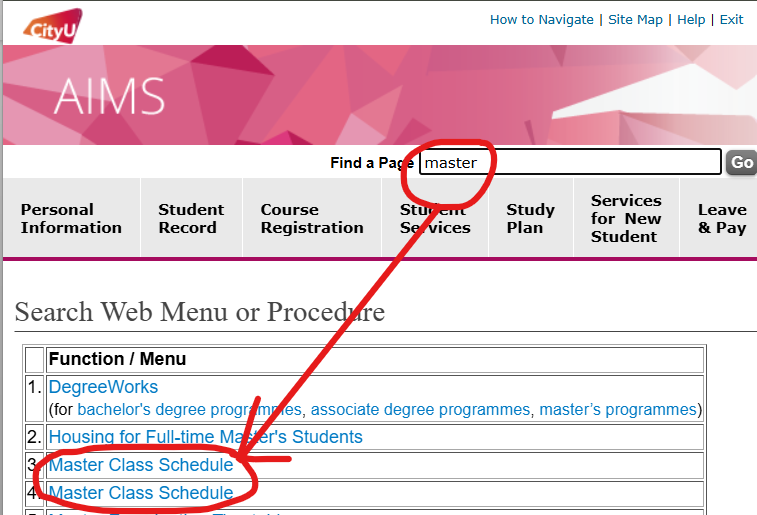 CityU
How to Navigate | Site Map | Help | Exit
AIMS
Find a Page master Go
Personal Information
Student Record
Course Registration
Student Services
Study Plan
Services for New Student
Leave & Pay
Search Web Menu or Procedure
Function / Menu
1. DegreeWorks
(for bachelor's degree programmes, associate degree programmes, master’s programmes)
2. Housing for Full-time Master's Students
3. Master Class Schedule
4. Master Class Schedule